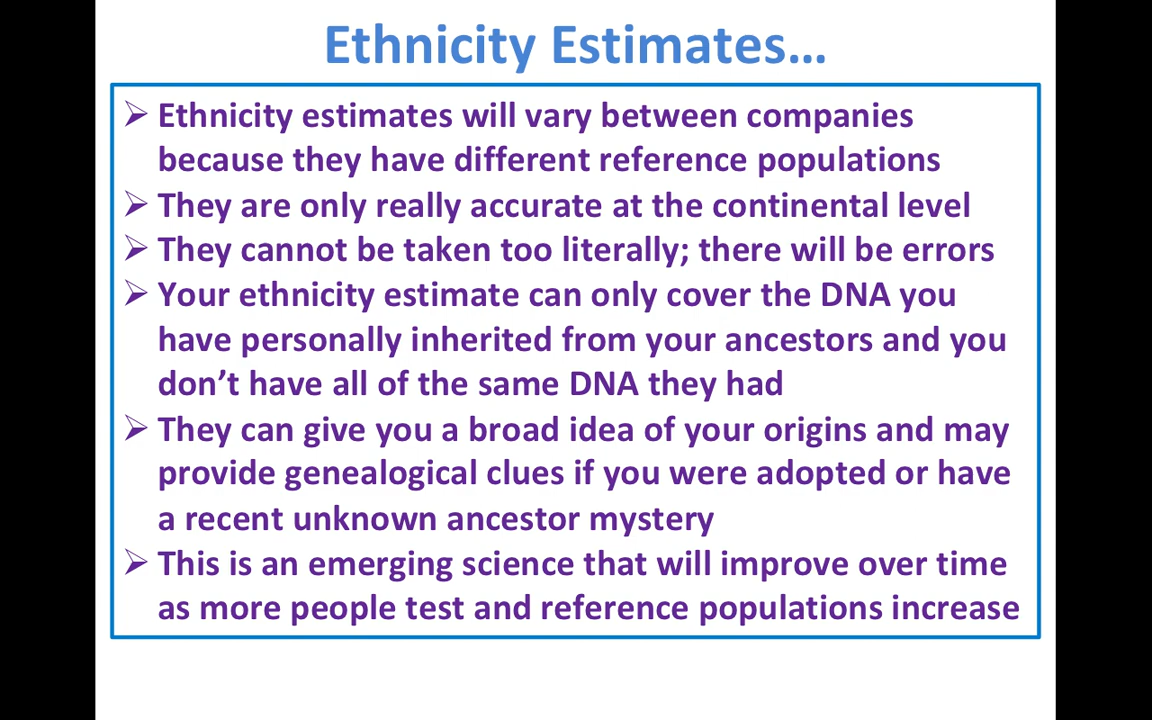 Ethnicity Estimates…
➢ Ethnicity estimates will vary between companies
because they have different reference populations
➢ They are only really accurate at the continental level
➢ They cannot be taken too literally; there will be errors
➢ Your ethnicity estimate can only cover the DNA you
have personally inherited from your ancestors and you
don’t have all of the same DNA they had
➢ They can give you a broad idea of your origins and may
provide genealogical clues if you were adopted or have
a recent unknown ancestor mystery
➢ This is an emerging science that will improve over time
as more people test and reference populations increase